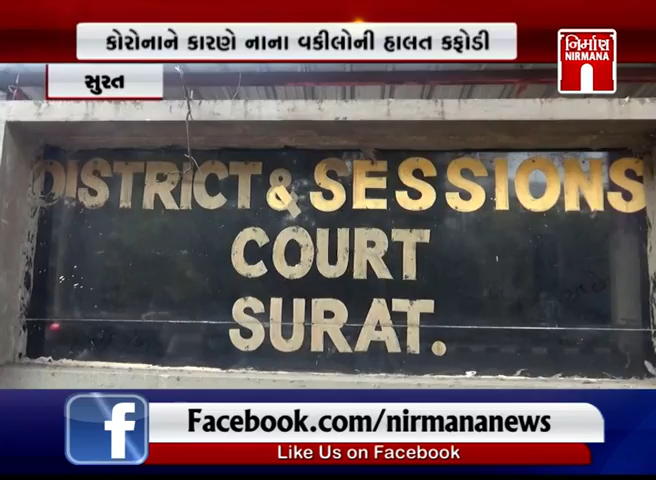 કોરોનાને કારણે નાના વકીલોની હાલત કફોડી
નિર્માણ
NIRMANA
સુરત
DISTRICT & SESSIONS
COURT
SURAT.
Facebook.com/nirmananews
Like Us on Facebook